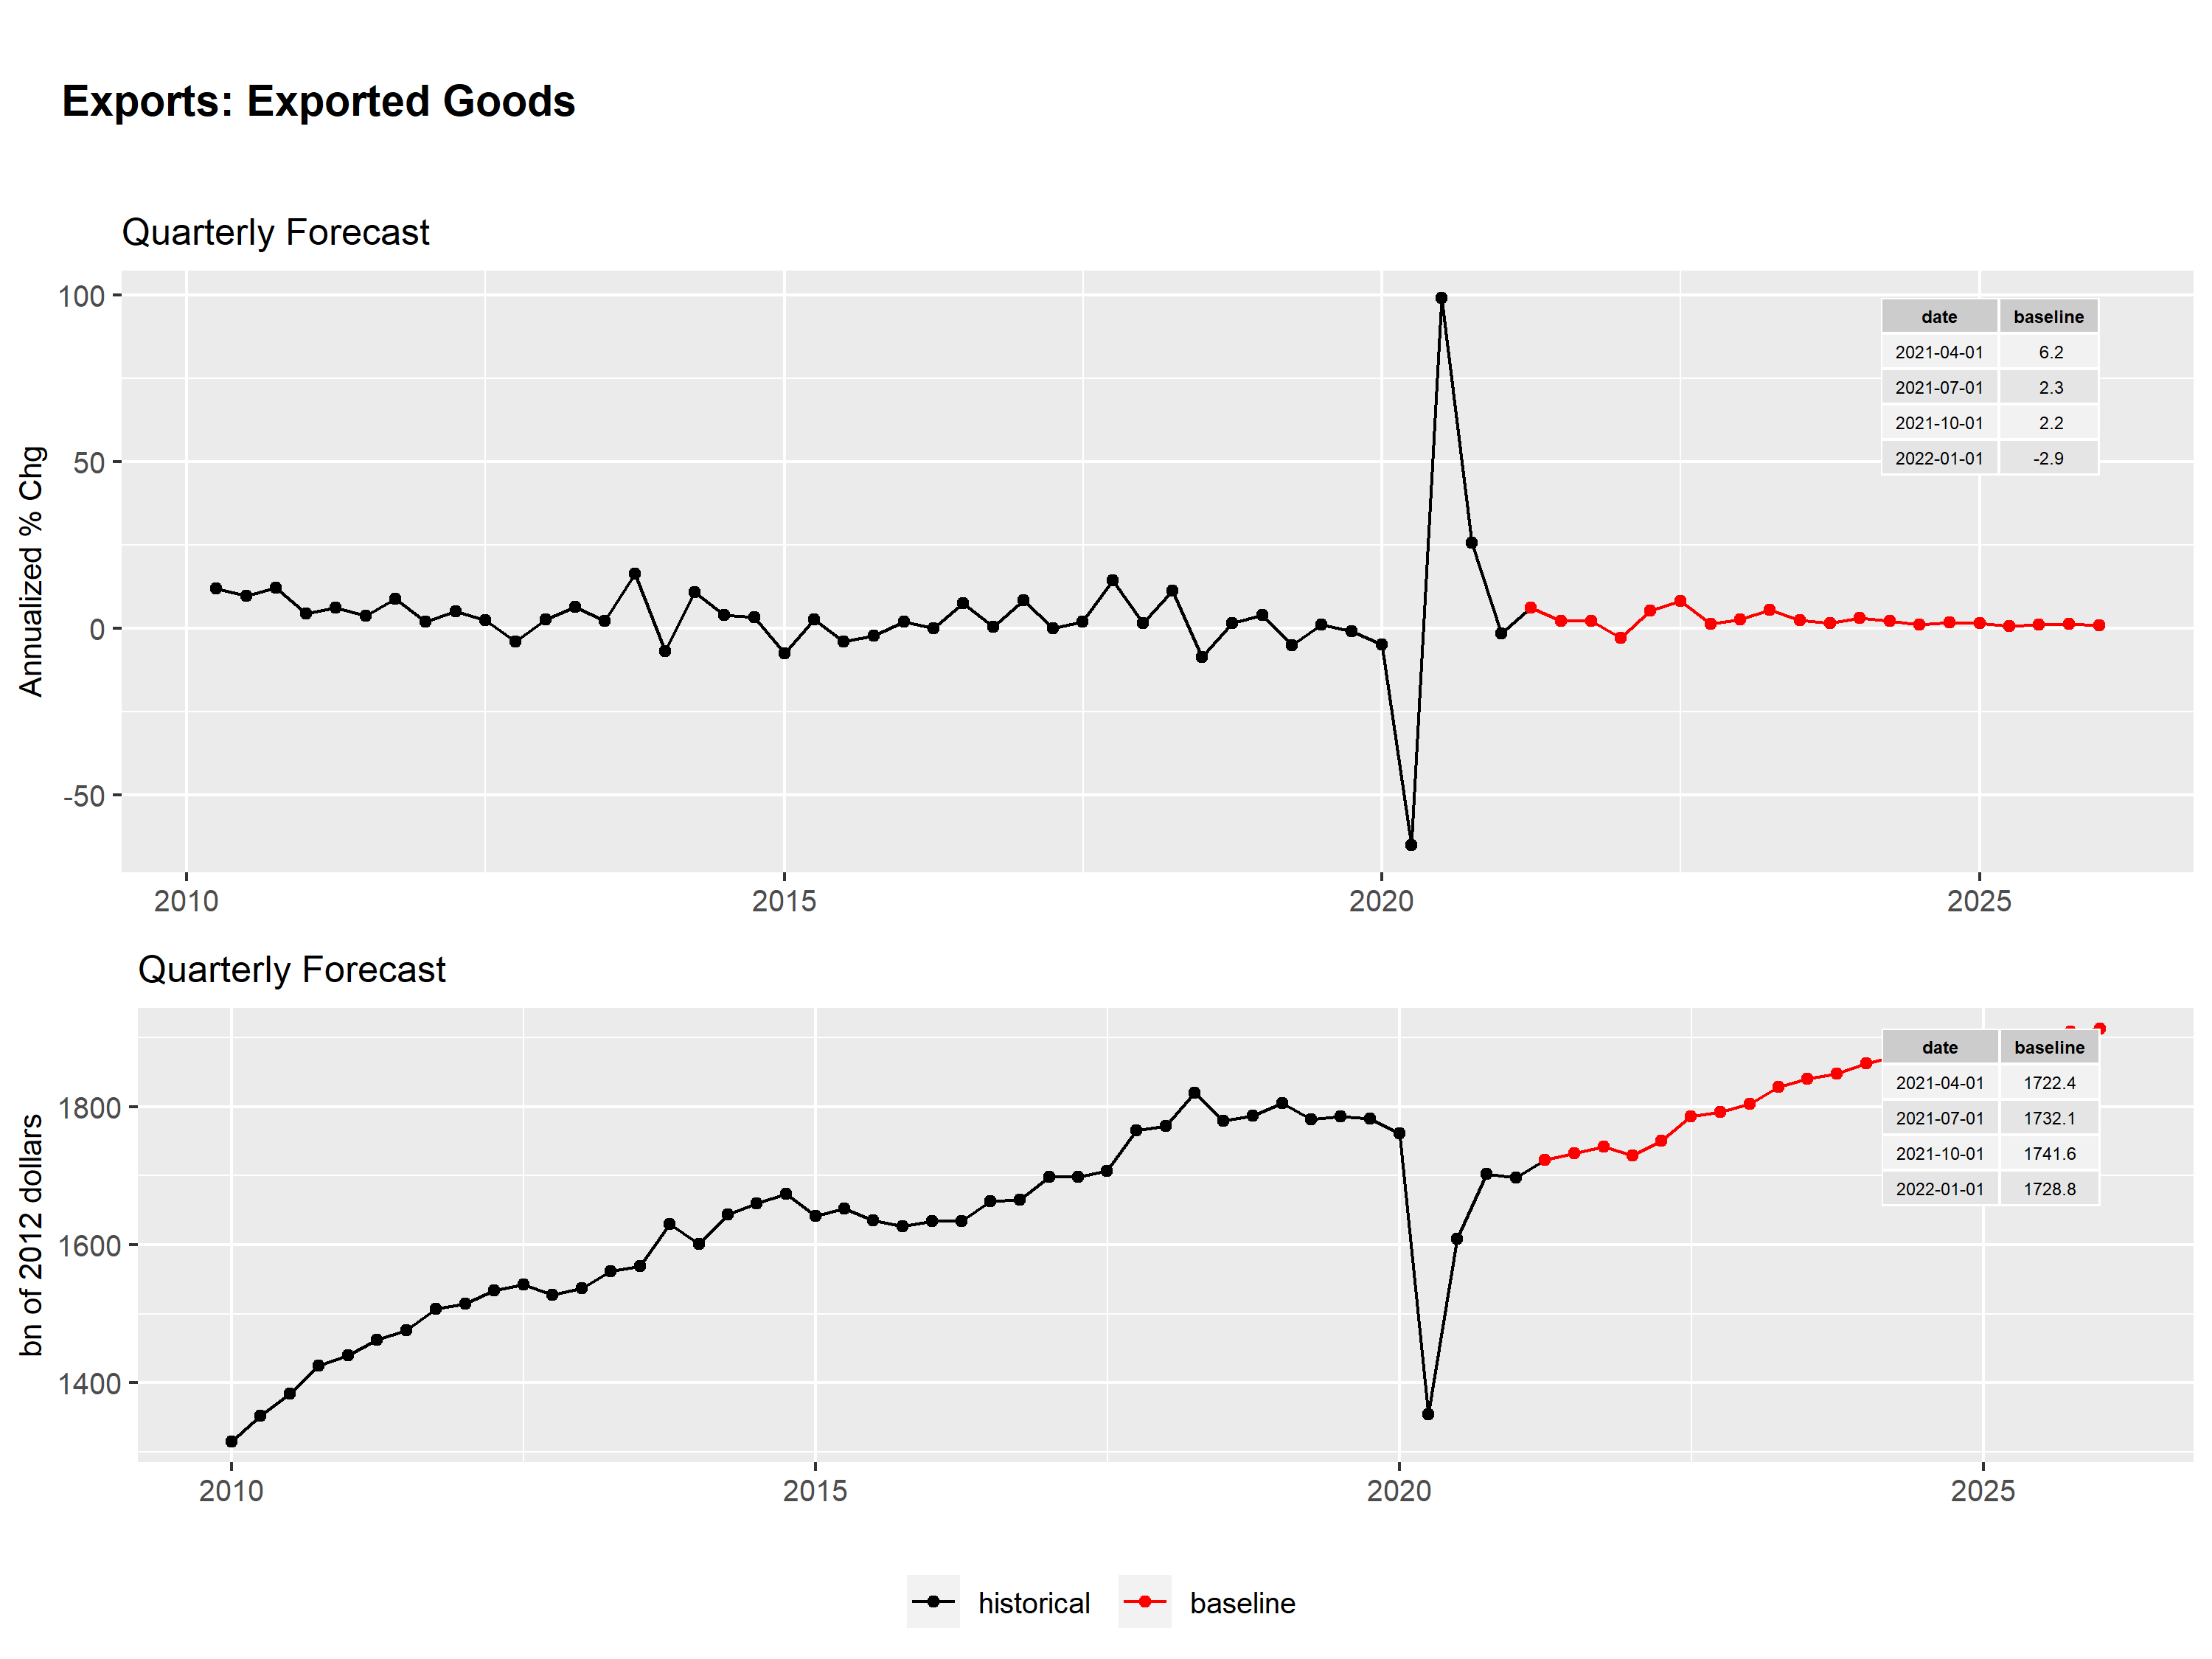 Exports: Exported Goods
Quarterly Forecast
Annualized % Chg
100
50
0
-50
date baseline
2021-04-01 6.2
2021-07-01 2.3
2021-10-01 2.2
2022-01-01 -2.9
2010 2015 2020 2025
Quarterly Forecast
bn of 2012 dollars
1800
1600
1400
date baseline
2021-04-01 1722.4
2021-07-01 1732.1
2021-10-01 1741.6
2022-01-01 1728.8
2010 2015 2020 2025
historical baseline